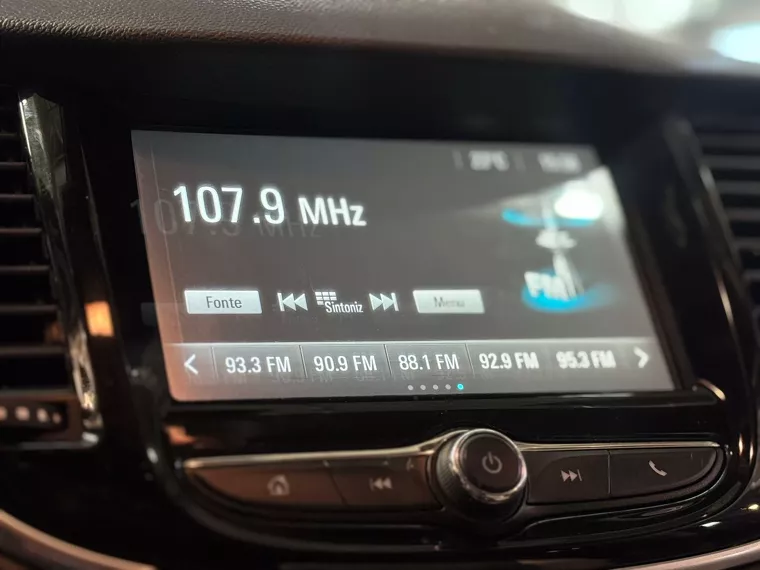 107.9 MHz
FM
Fonte Sintoniz Menu
93.3 FM 90.9 FM 88.1 FM 92.9 FM 95.3 FM